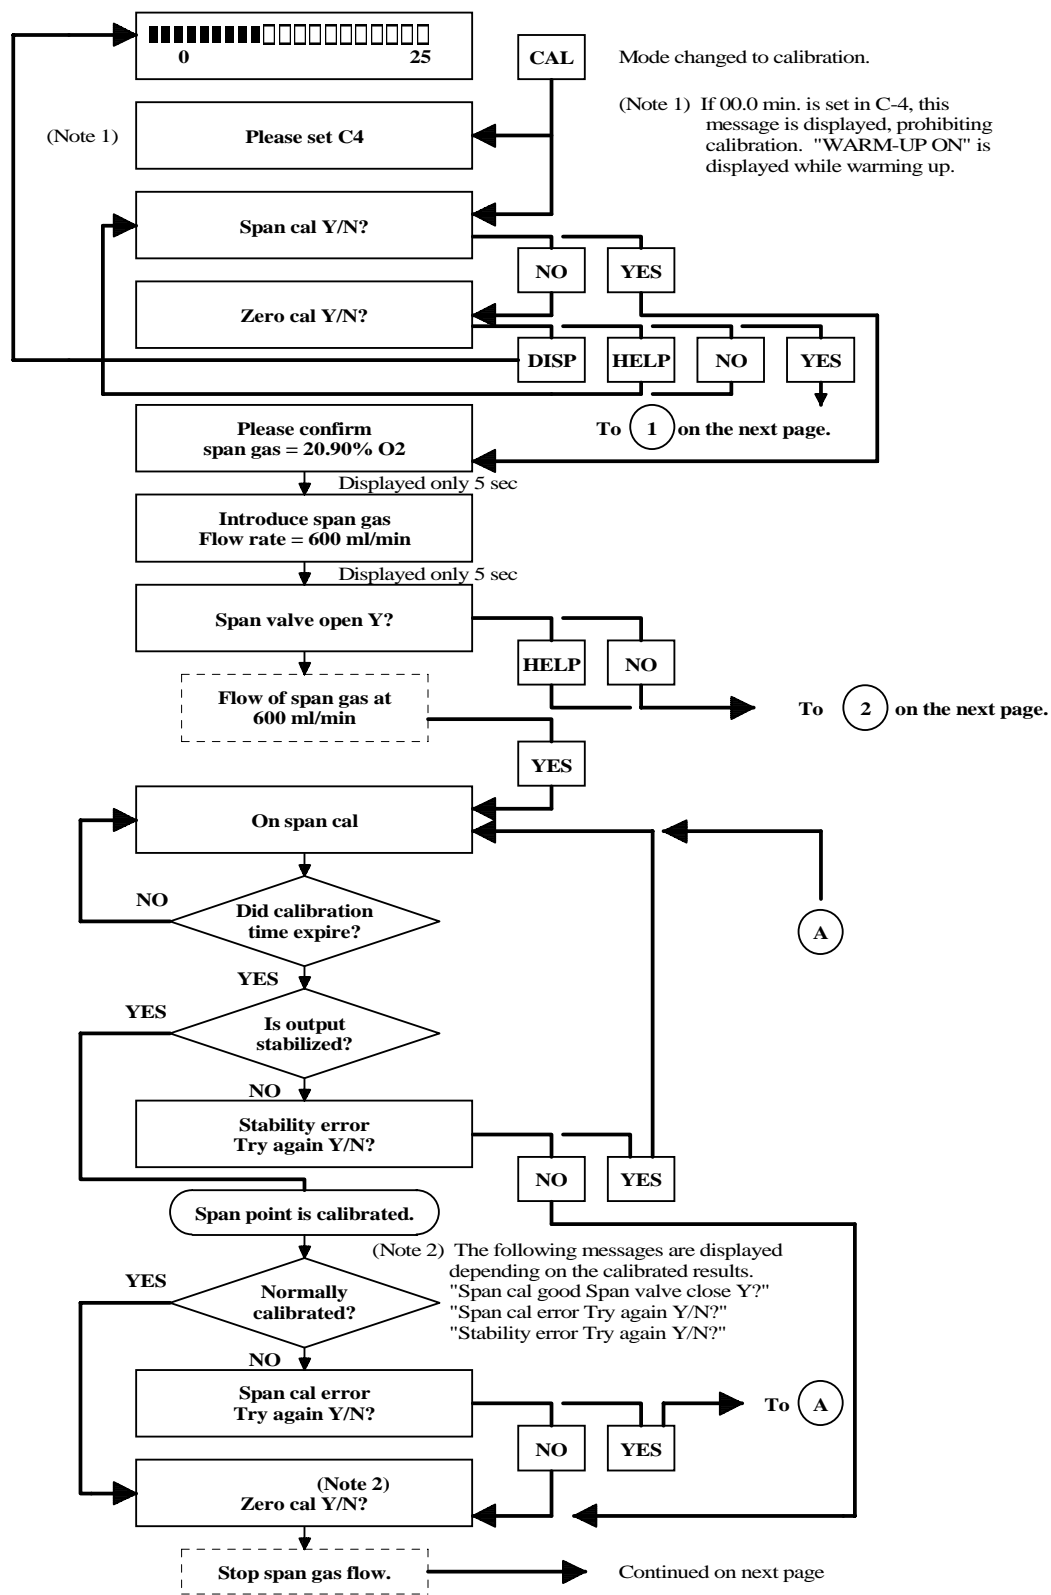 0 25
CAL
Mode changed to calibration.
(Note 1)
Please set C4
(Note 1) If 00.0 min. is set in C-4, this
message is displayed, prohibiting
calibration. "WARM-UP ON" is
displayed while warming up.
Span cal Y/N?
NO YES
Zero cal Y/N?
DISP HELP NO YES
To 1 on the next page.
Please confirm
span gas = 20.90% O2
Displayed only 5 sec
Introduce span gas
Flow rate = 600 ml/min
Displayed only 5 sec
Span valve open Y?
HELP NO
To 2 on the next page.
Flow of span gas at
600 ml/min
YES
On span cal
NO
Did calibration
time expire?
A
YES
YES
Is output
stabilized?
NO
Stability error
Try again Y/N?
NO YES
Span point is calibrated.
(Note 2) The following messages are displayed
depending on the calibrated results.
"Span cal good Span valve close Y?"
"Span cal error Try again Y/N?"
"Stability error Try again Y/N?"
YES
Normally
calibrated?
NO
Span cal error
Try again Y/N?
To A
NO YES
(Note 2)
Zero cal Y/N?
Stop span gas flow.
Continued on next page